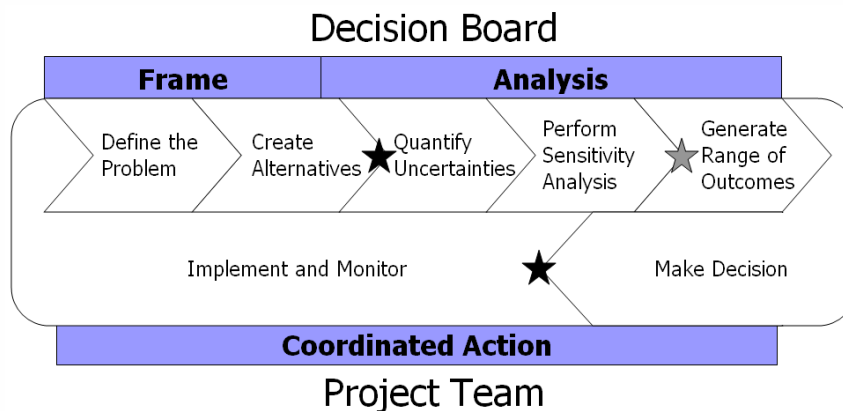 Decision Board
Frame
Analysis
Define the
Problem
Create
Alternatives
Quantify
Uncertainties
Perform
Sensitivity
Analysis
Generate
Range of
Outcomes
Implement and Monitor
Make Decision
Coordinated Action
Project Team